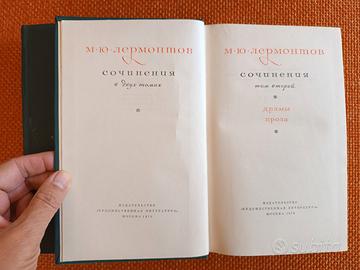 М·Ю·ЛЕРМОНТОВ
СОЧИНЕНИЯ
в двух томах
ИЗДАТЕЛЬСТВО
«ХУДОЖЕСТВЕННАЯ ЛИТЕРАТУРА»
МОСКВА 1970
М·Ю·ЛЕРМОНТОВ
СОЧИНЕНИЯ
том второй
ДРАМЫ
ПРОЗА
ИЗДАТЕЛЬСТВО
«ХУДОЖЕСТВЕННАЯ ЛИТЕРАТУРА»
МОСКВА 1970
subito